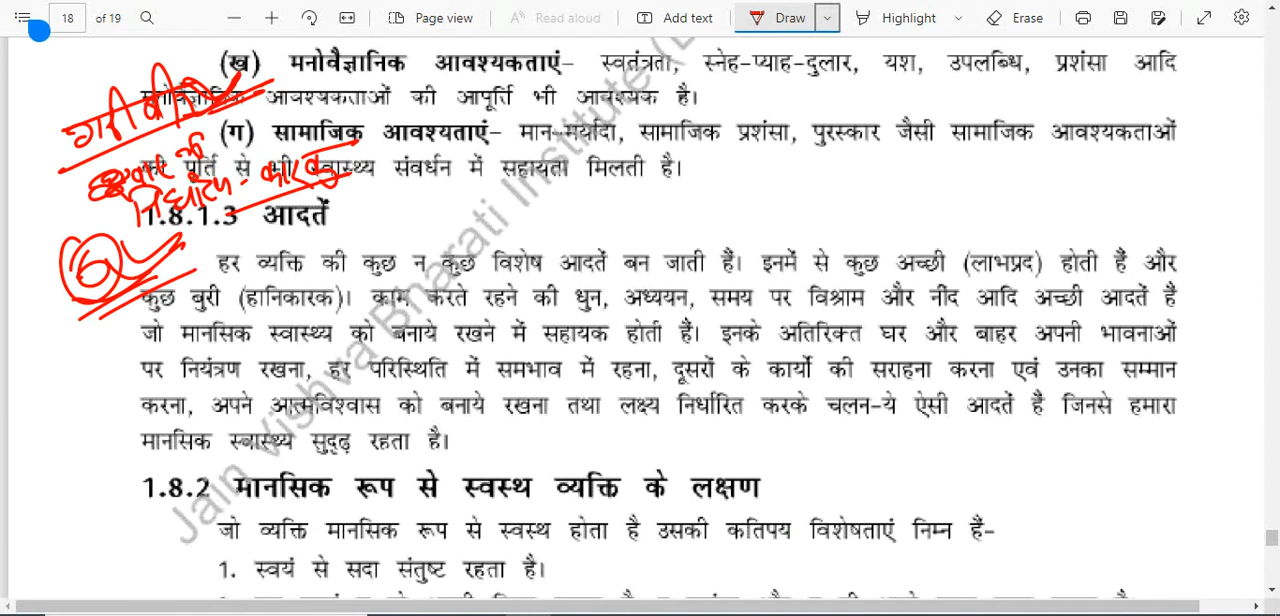 18 of 19 Page view Read aloud Add text Draw Highlight Erase
(ख) मनोवैज्ञानिक आवश्यकताएं– स्वतंत्रता, स्नेह-प्याह-दुलार, यश, उपलब्धि, प्रशंसा आदि
मनोवैज्ञानिक आवश्यकताओं की आपूर्ति भी आवश्यक है।
(ग) सामाजिक आवश्यताएं– मान-मर्यादा, सामाजिक प्रशंसा, पुरस्कार जैसी सामाजिक आवश्यकताओं
की पूर्ति से भी स्वास्थ्य संवर्धन में सहायता मिलती है।
1.8.1.3 आदतें
हर व्यक्ति की कुछ न कुछ विशेष आदतें बन जाती हैं। इनमें से कुछ अच्छी (लाभप्रद) होती हैं और
कुछ बुरी (हानिकारक)। काम करते रहने की धुन, अध्ययन, समय पर विश्राम और नींद आदि अच्छी आदतें हैं
जो मानसिक स्वास्थ्य को बनाये रखने में सहायक होती हैं। इनके अतिरिक्त घर और बाहर अपनी भावनाओं
पर नियंत्रण रखना, हर परिस्थिति में समभाव में रहना, दूसरों के कार्यो की सराहना करना एवं उनका सम्मान
करना, अपने आत्मविश्वास को बनाये रखना तथा लक्ष्य निर्धारित करके चलन-ये ऐसी आदतें हैं जिनसे हमारा
मानसिक स्वास्थ्य सुदृढ़ रहता है।
1.8.2 मानसिक रूप से स्वस्थ व्यक्ति के लक्षण
जो व्यक्ति मानसिक रूप से स्वस्थ होता है उसकी कतिपय विशेषताएं निम्न हैं-
1. स्वयं से सदा संतुष्ट रहता है।
Jain Vishva Bharati Institute